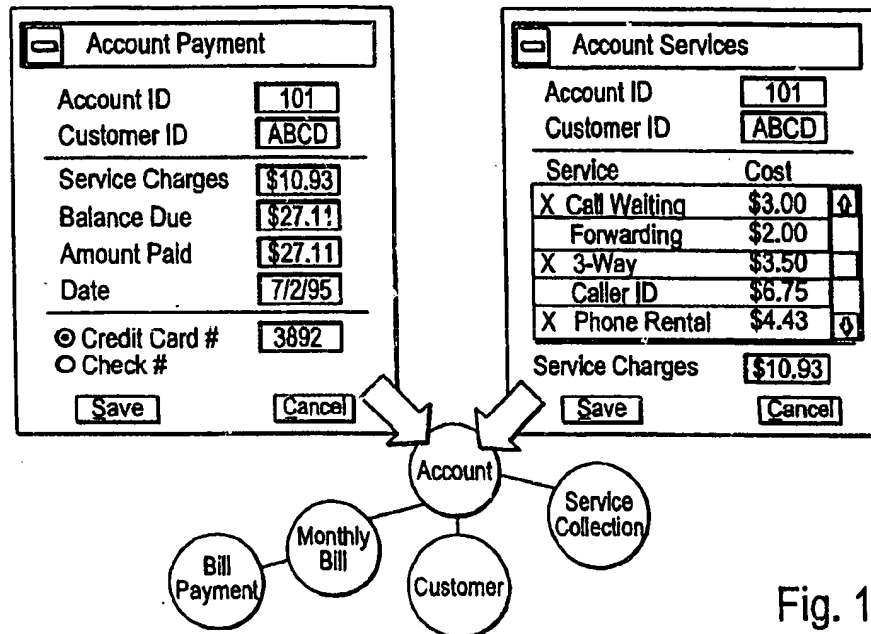 Account Payment
Account ID 101
Customer ID ABCD
Service Charges $10.93
Balance Due $27.11
Amount Paid $27.11
Date 7/2/95
Credit Card # 3892
Check #
Save Cancel
Account Services
Account ID 101
Customer ID ABCD
Service Cost
X Call Waiting $3.00
Forwarding $2.00
X 3-Way $3.50
Caller ID $6.75
X Phone Rental $4.43
Service Charges $10.93
Save Cancel
Account
Service
Collection
Monthly
Bill
Bill
Payment
Customer
Fig. 1